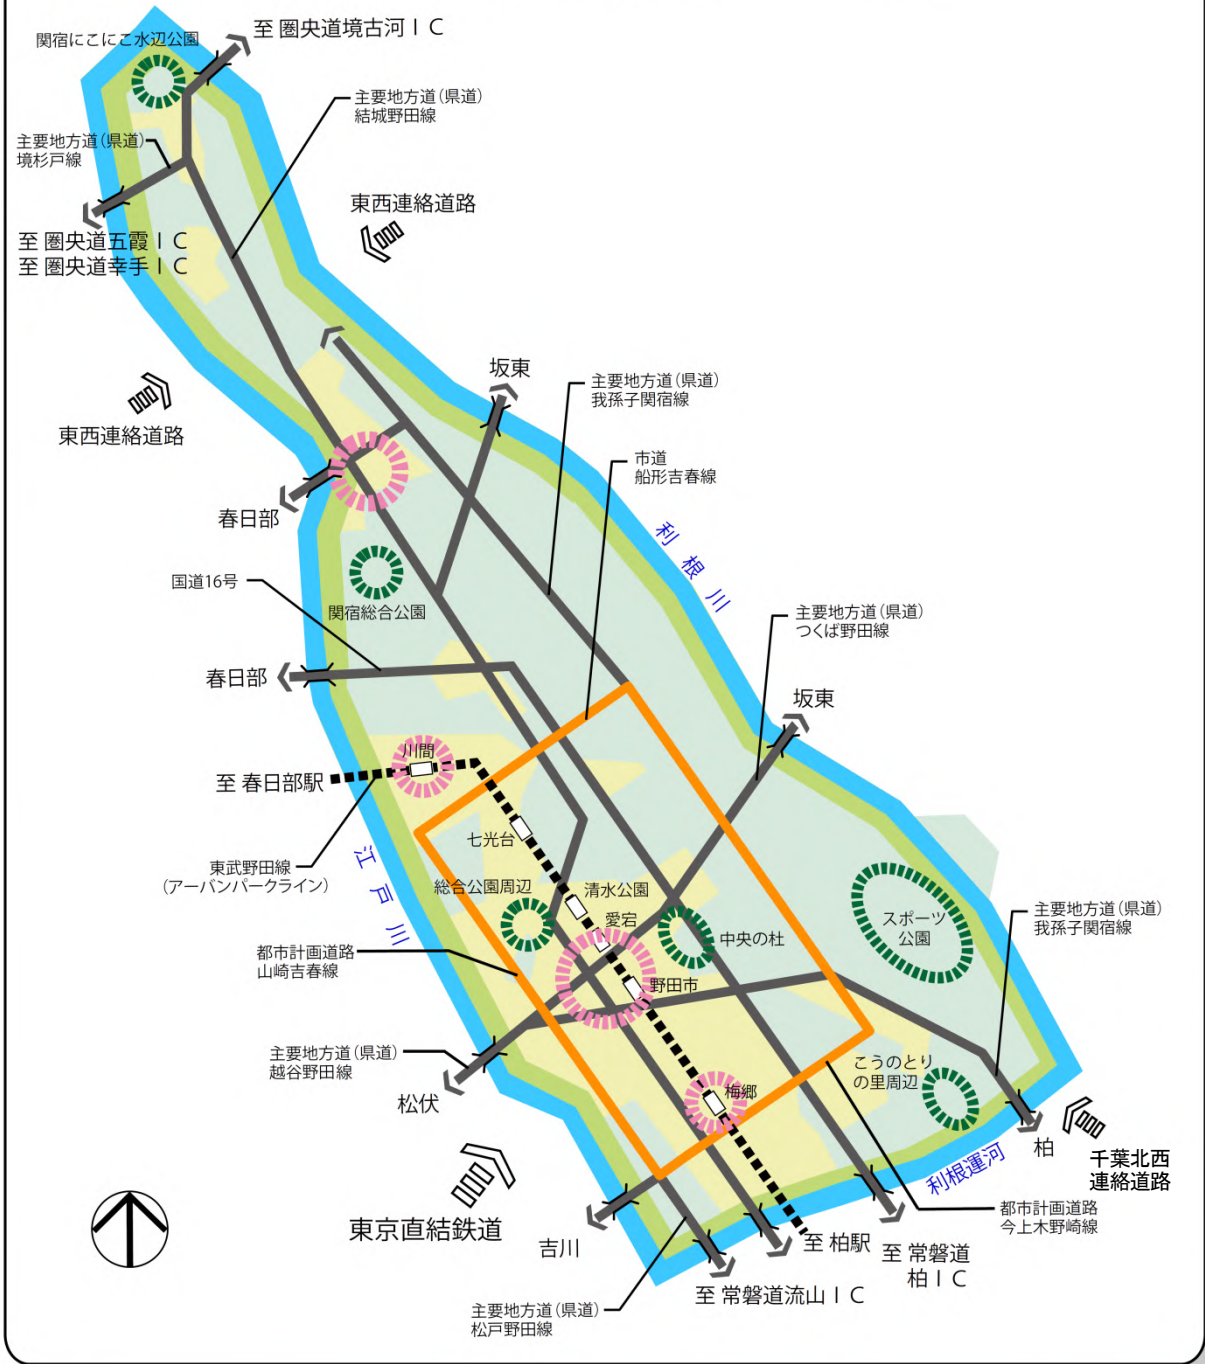 関宿にこにこ水辺公園
至 圏央道境古河ＩＣ
主要地方道（県道）
結城野田線
主要地方道（県道）
境杉戸線
東西連絡道路
至 圏央道五霞ＩＣ
至 圏央道幸手ＩＣ
坂東
主要地方道（県道）
我孫子関宿線
東西連絡道路
市道
船形吉春線
春日部
利根川
国道16号
関宿総合公園
主要地方道（県道）
つくば野田線
春日部
坂東
川間
至 春日部駅
七光台
江戸川
東武野田線
（アーバンパークライン）
総合公園周辺
清水公園
愛宕
スポーツ
公園
主要地方道（県道）
我孫子関宿線
中央の杜
都市計画道路
山崎吉春線
野田市
主要地方道（県道）
越谷野田線
こうのとり
の里周辺
松伏
梅郷
柏
千葉北西
連絡道路
利根運河
都市計画道路
今上木野崎線
東京直結鉄道
吉川
至 柏駅
至 常磐道
柏ＩＣ
至 常磐道流山ＩＣ
主要地方道（県道）
松戸野田線